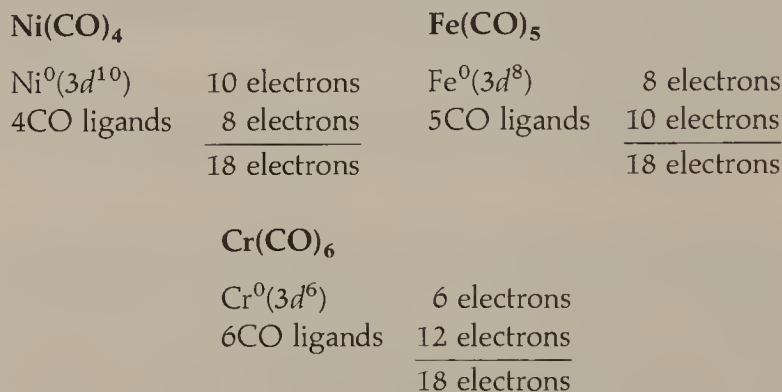 Ni(CO)₄
Ni⁰(3d¹⁰) 10 electrons
4CO ligands 8 electrons
18 electrons
Fe(CO)₅
Fe⁰(3d⁸) 8 electrons
5CO ligands 10 electrons
18 electrons
Cr(CO)₆
Cr⁰(3d⁶) 6 electrons
6CO ligands 12 electrons
18 electrons